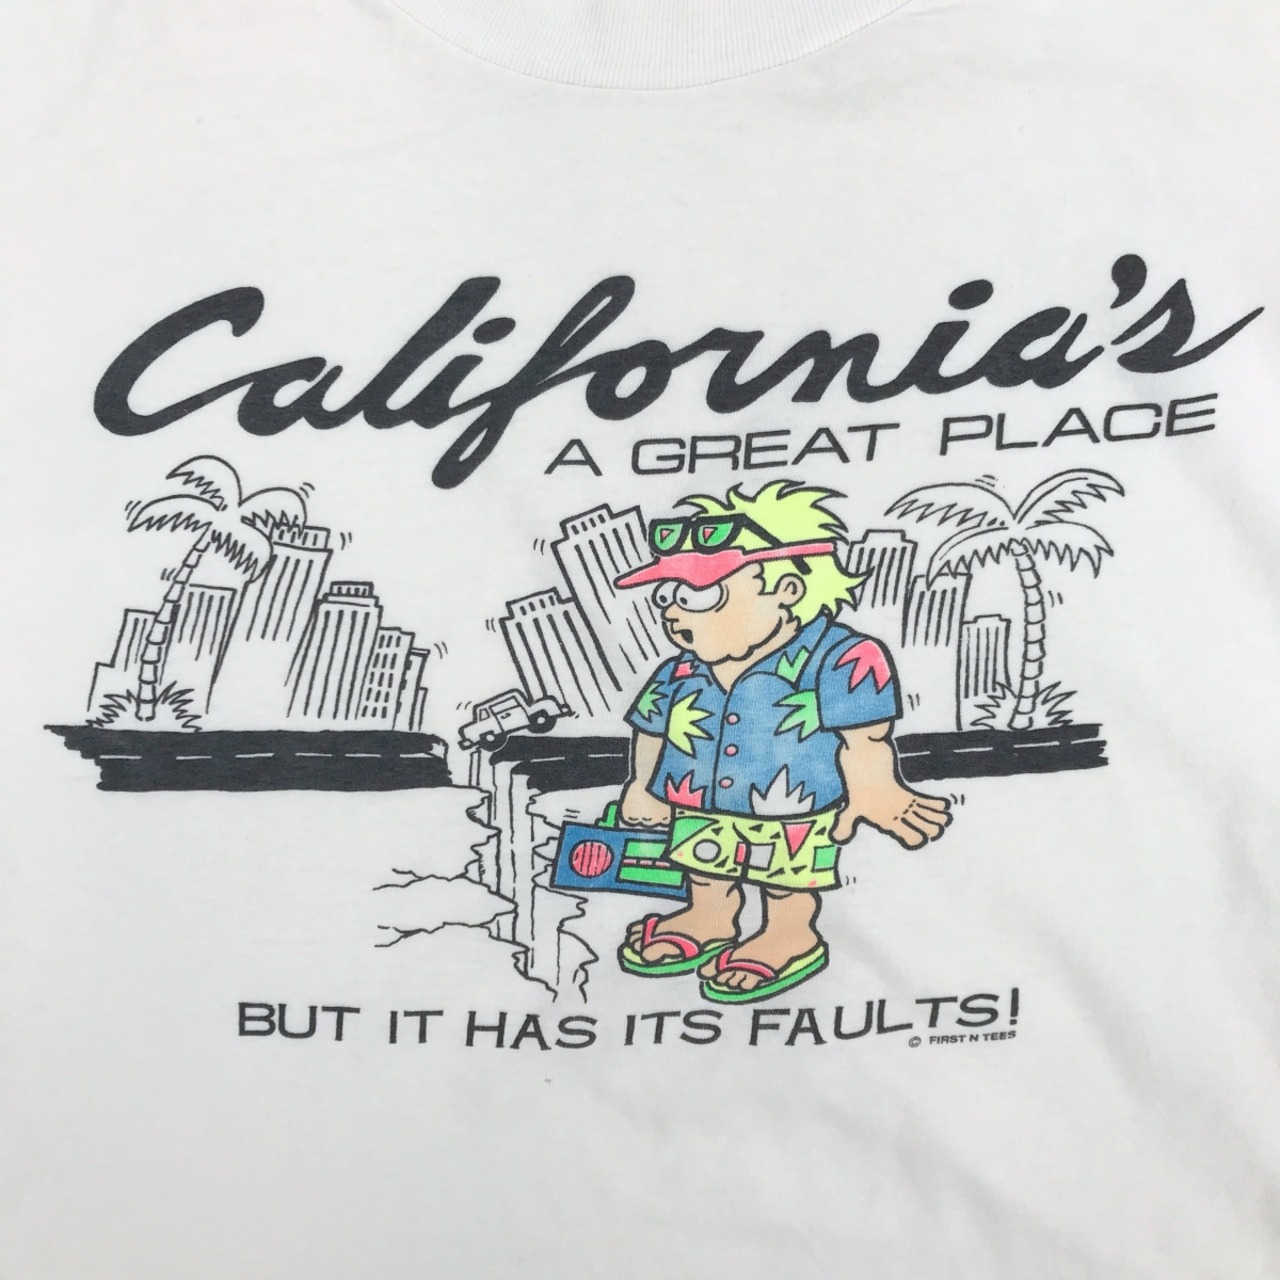 California's
A GREAT PLACE
BUT IT HAS ITS FAULTS!
© FIRST N TEES